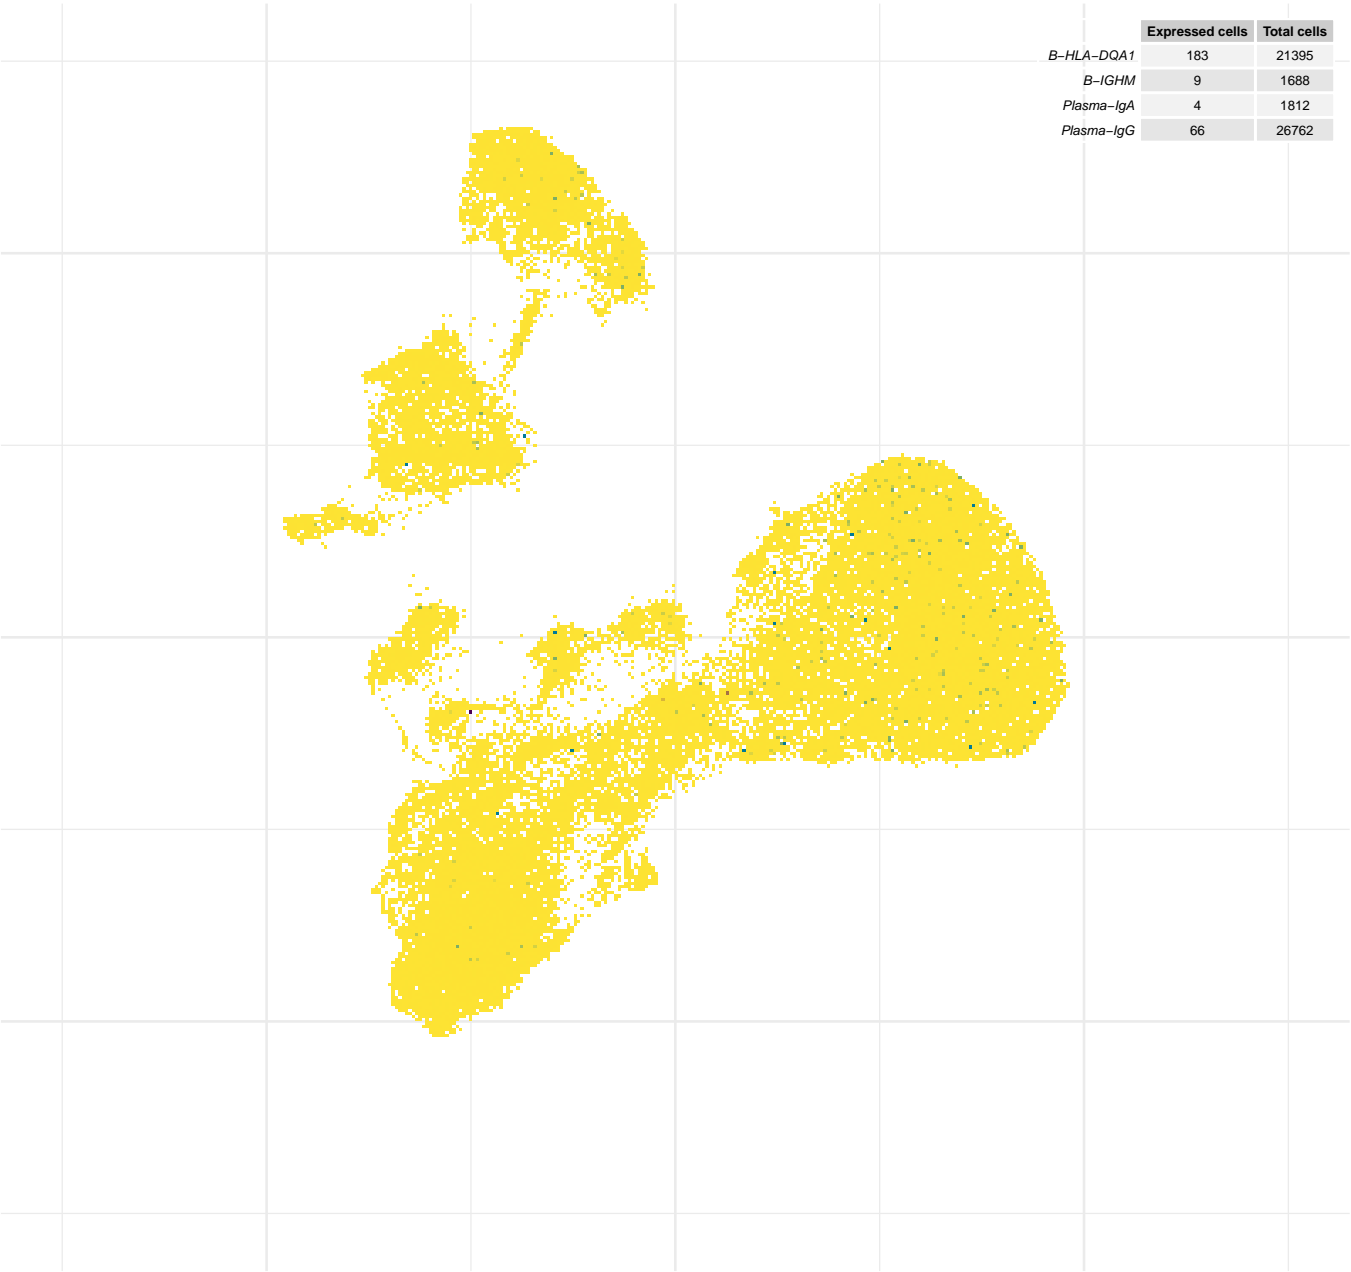 Expressed cells Total cells
B−HLA−DQA1 183 21395
B−IGHM 9 1688
Plasma−IgA 4 1812
Plasma−IgG 66 26762